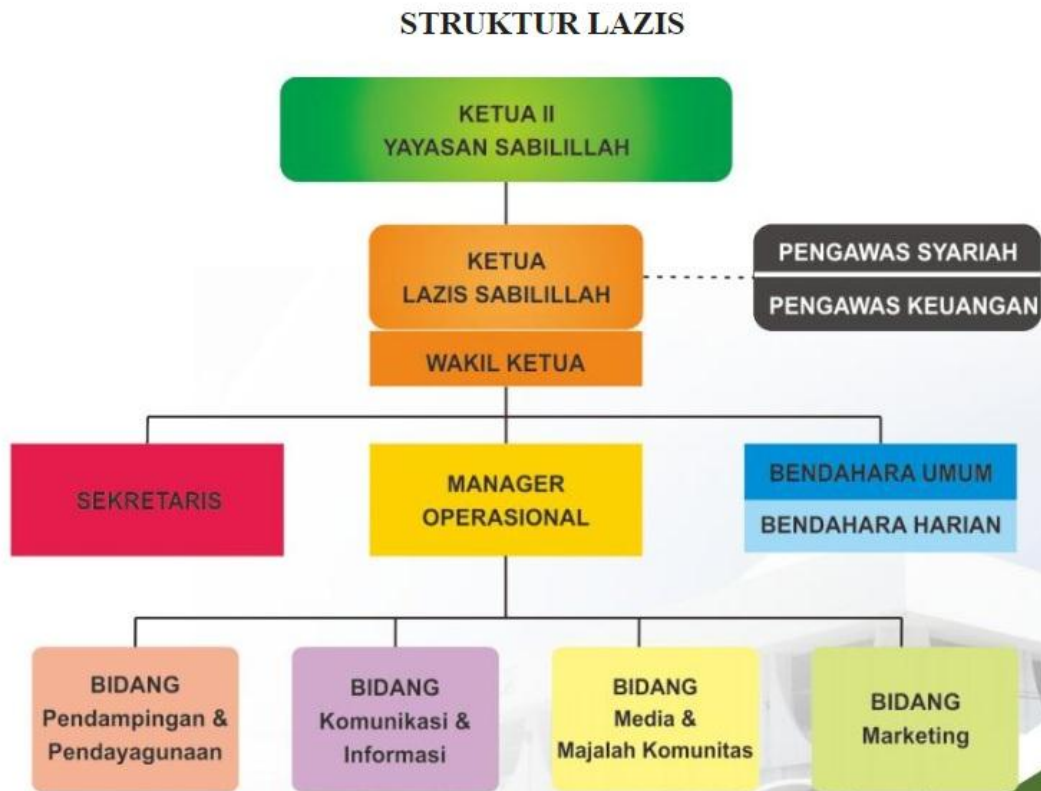 STRUKTUR LAZIS
KETUA II
YAYASAN SABILILLAH
KETUA
LAZIS SABILILLAH
WAKIL KETUA
PENGAWAS SYARIAH
PENGAWAS KEUANGAN
SEKRETARIS
MANAGER
OPERASIONAL
BENDAHARA UMUM
BENDAHARA HARIAN
BIDANG
Pendampingan &
Pendayagunaan
BIDANG
Komunikasi &
Informasi
BIDANG
Media &
Majalah Komunitas
BIDANG
Marketing